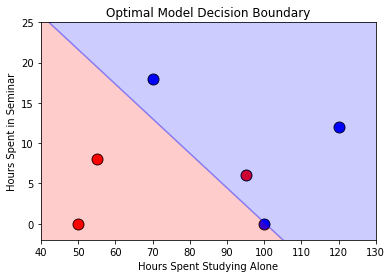 Optimal Model Decision Boundary
Hours Spent in Seminar
25
20
15
10
5
0
40 50 60 70 80 90 100 110 120 130
Hours Spent Studying Alone